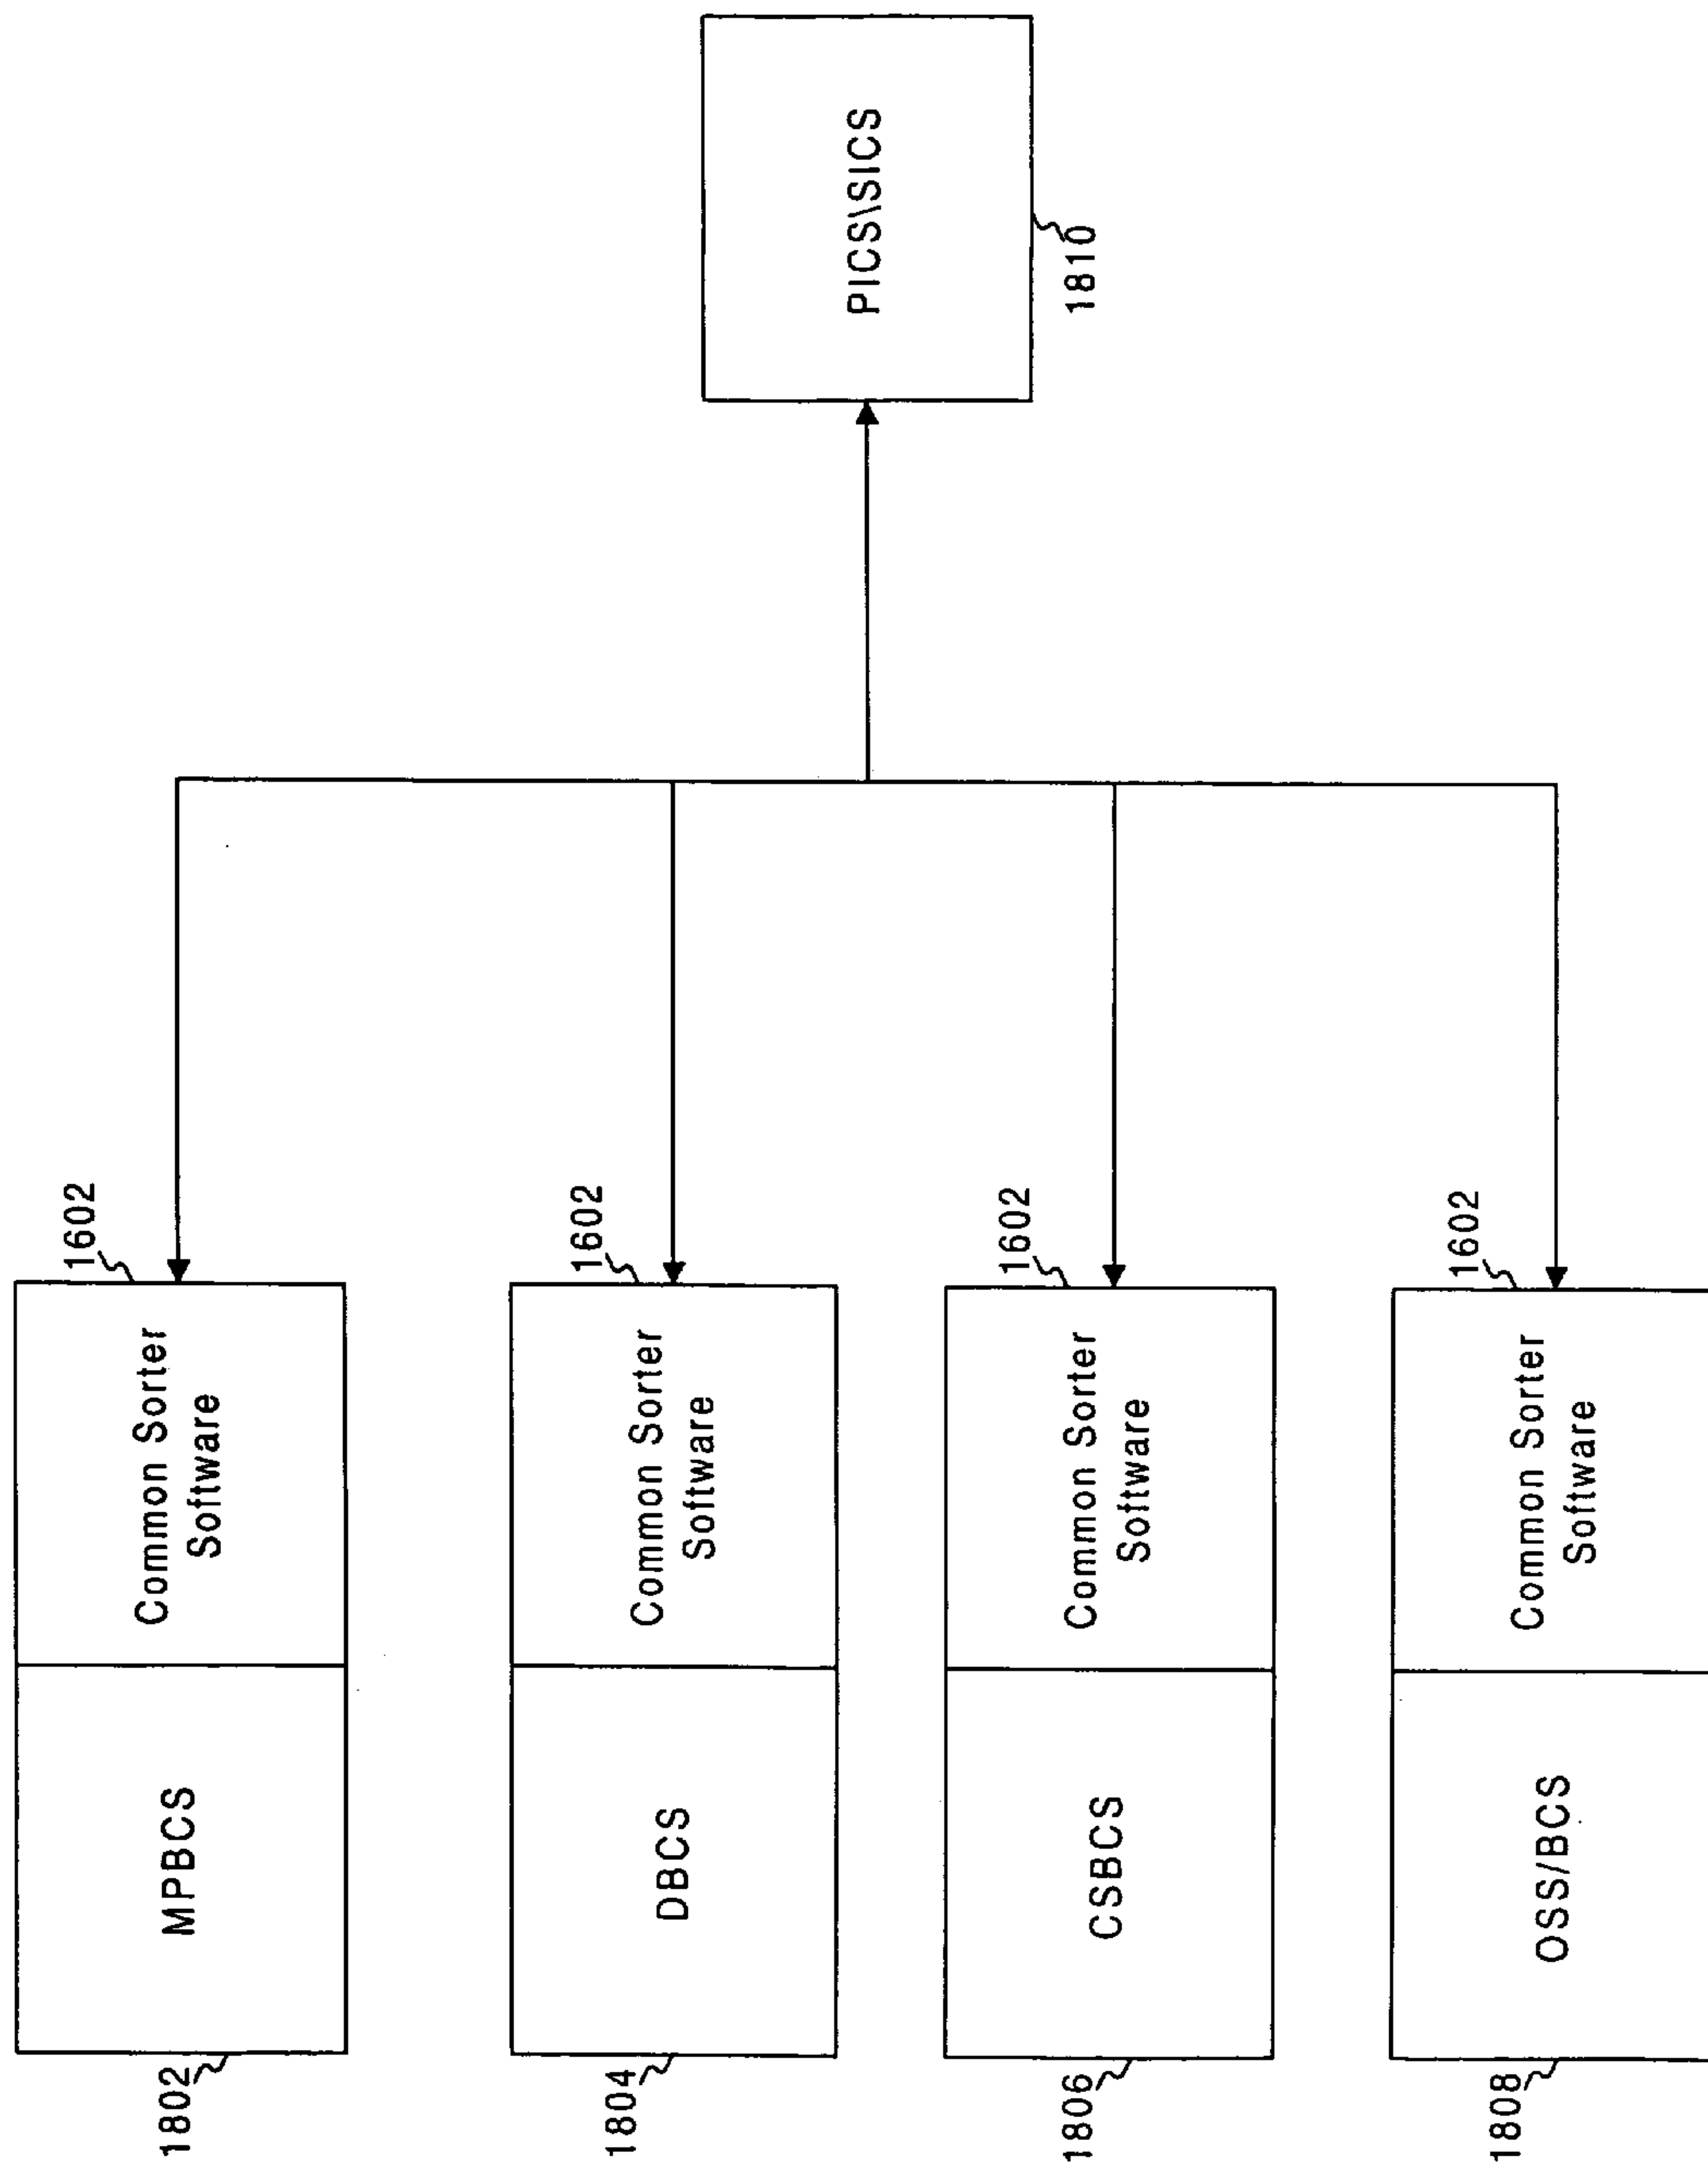 1802
MPBCS
Common Sorter
Software
1602
1804
DBCS
Common Sorter
Software
1602
PICS\SICS
1810
1806
CSBCS
Common Sorter
Software
1602
1808
OSS/BCS
Common Sorter
Software
1602